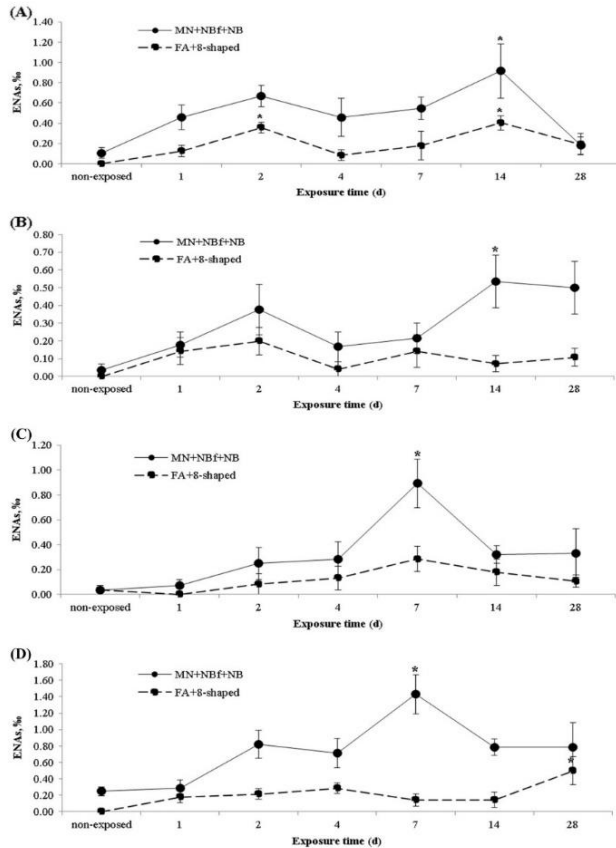 (A)
1.40
1.20
1.00
0.80
0.60
0.40
0.20
0.00
ENAs, ‰
MN+NBf+NB
FA+8-shaped
*
*
*
non-exposed 1 2 4 7 14 28
Exposure time (d)
(B)
0.80
0.70
0.60
0.50
0.40
0.30
0.20
0.10
0.00
ENAs, ‰
MN+NBf+NB
FA+8-shaped
*
non-exposed 1 2 4 7 14 28
Exposure time (d)
(C)
1.20
1.00
0.80
0.60
0.40
0.20
0.00
ENAs, ‰
MN+NBf+NB
FA+8-shaped
*
non-exposed 1 2 4 7 14 28
Exposure time (d)
(D)
1.80
1.60
1.40
1.20
1.00
0.80
0.60
0.40
0.20
0.00
ENAs, ‰
MN+NBf+NB
FA+8-shaped
*
*
non-exposed 1 2 4 7 14 28
Exposure time (d)